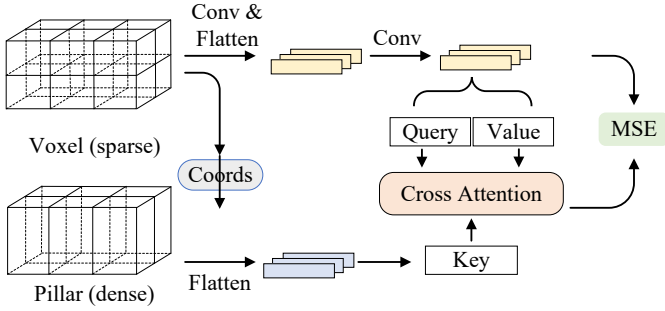 Conv &
Flatten
Conv
Voxel (sparse)
Query
Value
MSE
Coords
Cross Attention
Flatten
Key
Pillar (dense)